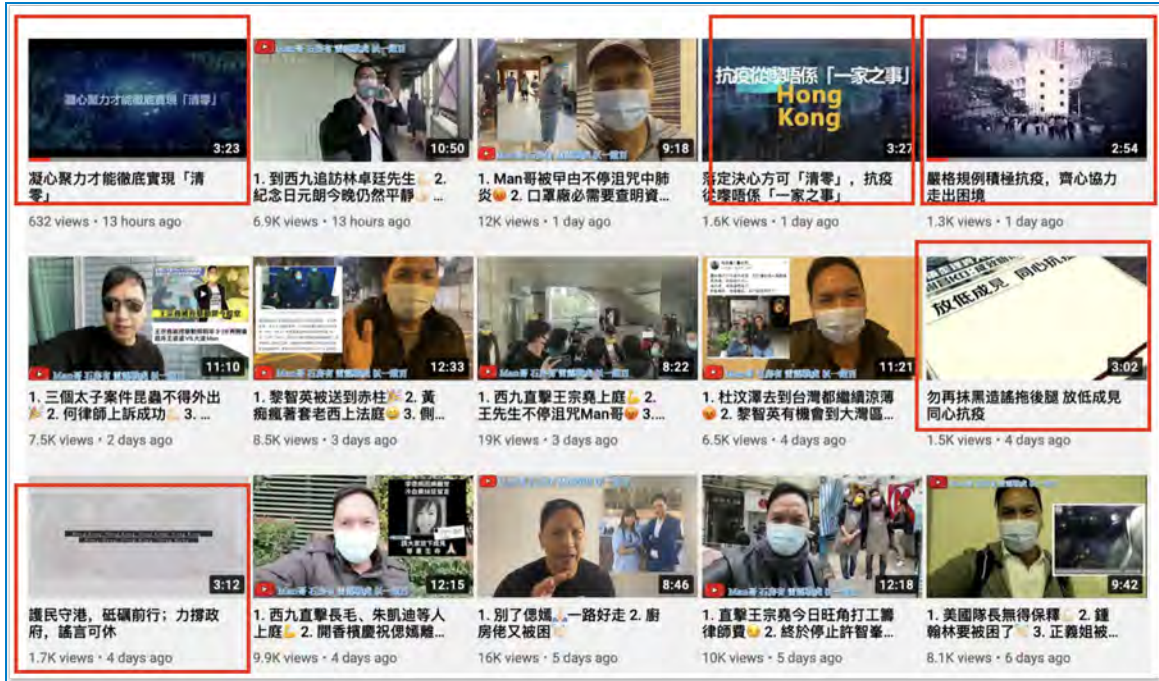 凝心聚力才能徹底實現「清零」
3:23
凝心聚力才能徹底實現「清
零」
632 views • 13 hours ago
10:50
1. 到西九追訪林卓廷先生💪 2.
紀念日元朗今晚仍然平靜👍 ...
6.9K views • 13 hours ago
9:18
1. Man哥被曱甴不停詛咒中肺
炎😡 2. 口罩廠必需要查明資...
12K views • 1 day ago
抗疫從嚟唔係「一家之事」
Hong
Kong
3:27
落定決心方可「清零」，抗疫
從嚟唔係「一家之事」
1.6K views • 1 day ago
2:54
嚴格規例積極抗疫，齊心協力
走出困境
1.3K views • 1 day ago
11:10
1. 三個太子案件昆蟲不得外出
🎉 2. 何律師上訴成功💪 3. ...
7.5K views • 2 days ago
12:33
1. 黎智英被送到赤柱🎉 2. 黃
痴瘋著套老西上法庭😄 3. 側...
8.5K views • 3 days ago
8:22
1. 西九直擊王宗堯上庭💪 2.
王先生不停詛咒Man哥😡 3....
19K views • 3 days ago
11:21
1. 杜汶澤去到台灣都繼續涼薄
😡 2. 黎智英有機會到大灣區...
6.5K views • 4 days ago
放低成見 同心抗疫
3:02
勿再抹黑造謠拖後腿 放低成見
同心抗疫
1.5K views • 4 days ago
3:12
護民守港，砥礪前行；力撐政
府，謠言可休
1.7K views • 4 days ago
12:15
1. 西九直擊長毛、朱凱迪等人
上庭💪 2. 開香檳慶祝偲嫣離...
9.9K views • 4 days ago
8:46
1. 別了偲嫣🙏一路好走 2. 廚
房佬又被困👏
16K views • 5 days ago
12:18
1. 直擊王宗堯今日旺角打工籌
律師費😏 2. 終於停止許智峯...
10K views • 5 days ago
9:42
1. 美國隊長無得保釋💪 2. 鍾
翰林要被困了👏 3. 正義姐被...
8.1K views • 6 days ago